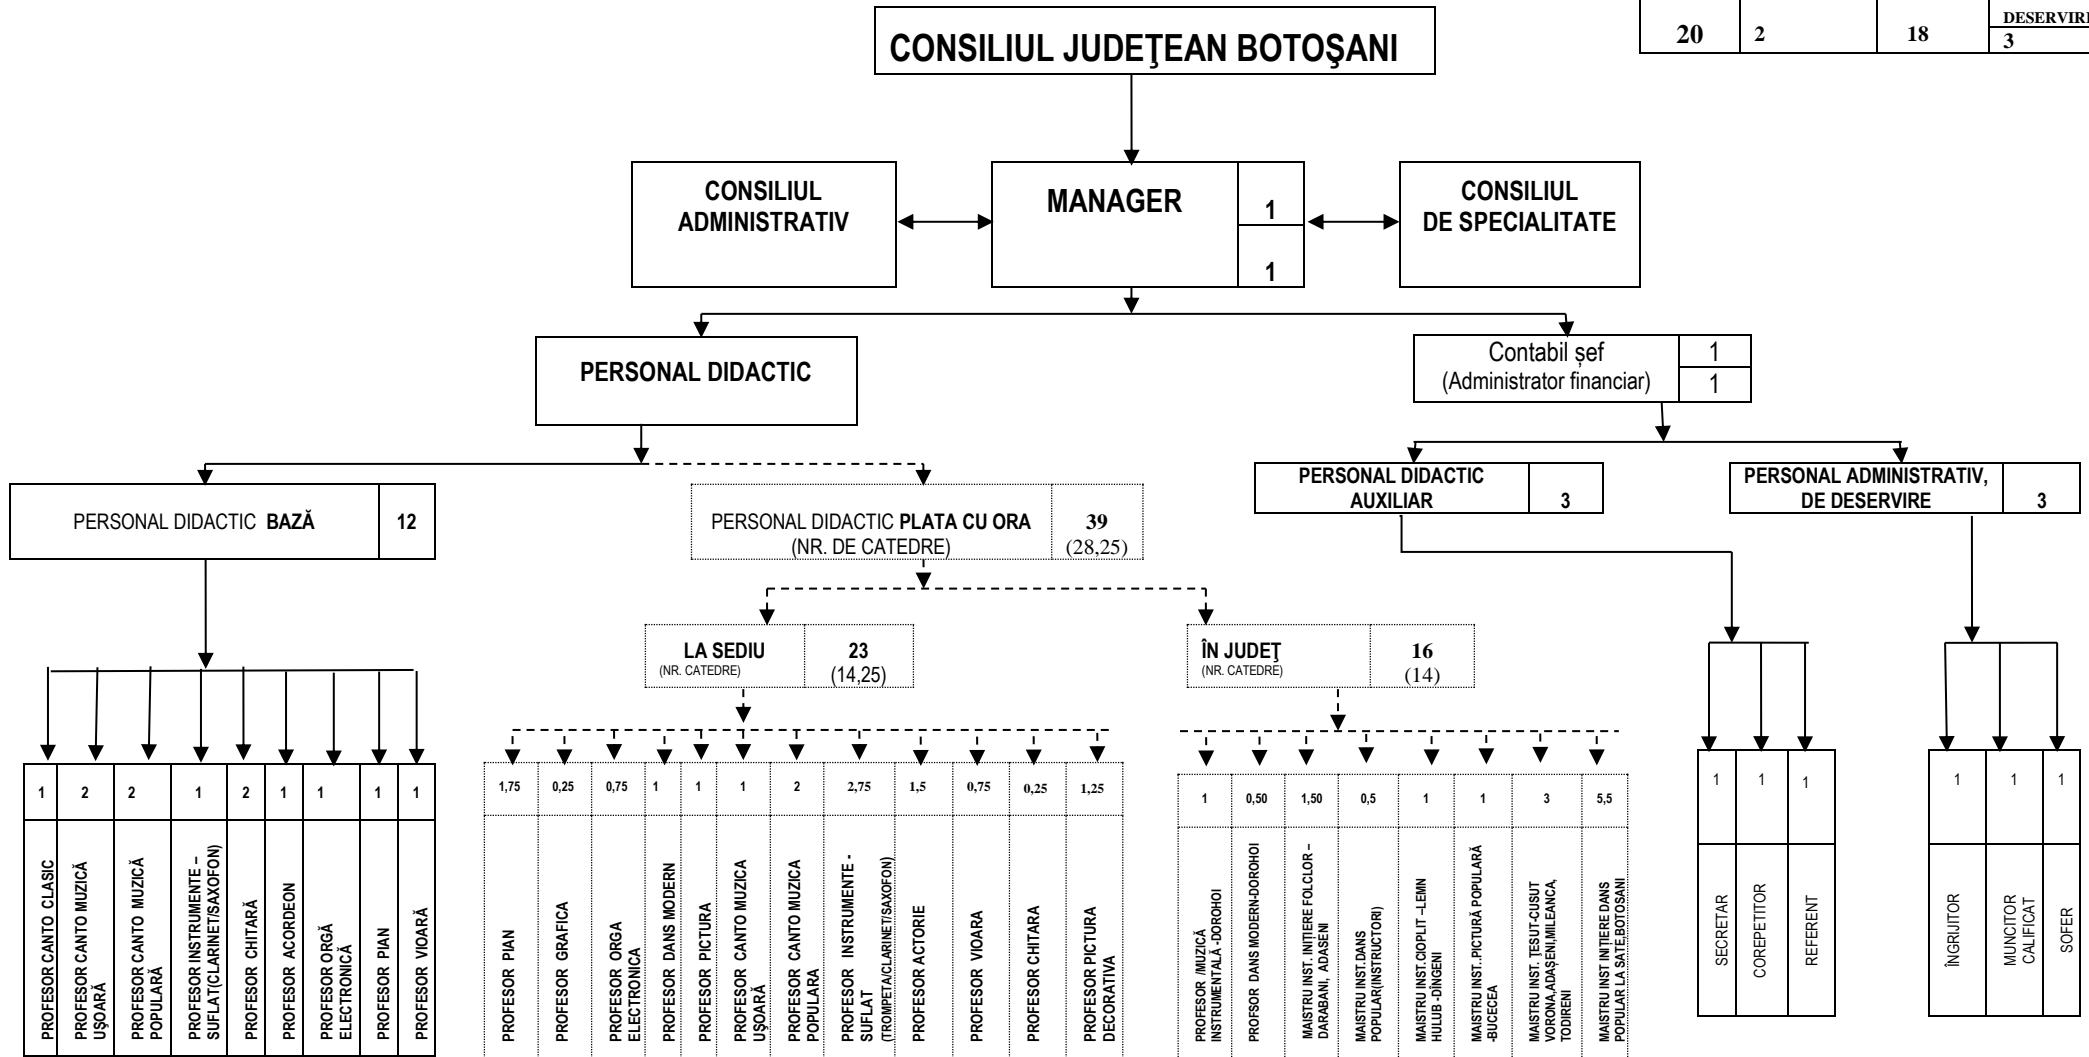 CONSILIUL JUDEŢEAN BOTOŞANI
20
2
18
DESERVIRE
3
CONSILIUL
ADMINISTRATIV
MANAGER
1
1
CONSILIUL
DE SPECIALITATE
PERSONAL DIDACTIC
Contabil șef
(Administrator financiar)
1
1
PERSONAL DIDACTIC BAZĂ
12
PERSONAL DIDACTIC PLATA CU ORA
(NR. DE CATEDRE)
39
(28,25)
PERSONAL DIDACTIC
AUXILIAR
3
PERSONAL ADMINISTRATIV,
DE DESERVIRE
3
LA SEDIU
(NR. CATEDRE)
23
(14,25)
ÎN JUDEŢ
(NR. CATEDRE)
16
(14)
1
2
2
1
2
1
1
1
1
PROFESOR CANTO CLASIC
PROFESOR CANTO MUZICĂ
UŞOARĂ
PROFESOR CANTO MUZICĂ
POPULARĂ
PROFESOR INSTRUMENTE –
SUFLAT(CLARINET/SAXOFON)
PROFESOR CHITARĂ
PROFESOR ACORDEON
PROFESOR ORGĂ
ELECTRONICĂ
PROFESOR PIAN
PROFESOR VIOARĂ
1,75
0,25
0,75
1
1
1
2
2,75
1,5
0,75
0,25
1,25
PROFESOR PIAN
PROFESOR GRAFICA
PROFESOR ORGA
ELECTRONICA
PROFESOR DANS MODERN
PROFESOR PICTURA
PROFESOR CANTO MUZICA
UŞOARĂ
PROFESOR CANTO MUZICA
POPULARA
PROFESOR INSTRUMENTE -
SUFLAT
(TROMPETA/CLARINET/SAXOFON)
PROFESOR ACTORIE
PROFESOR VIOARA
PROFESOR CHITARA
PROFESOR PICTURA
DECORATIVA
1
0,50
1,50
0,5
1
1
3
5,5
PROFESOR /MUZICĂ
INSTRUMENTALĂ -DOROHOI
PROFSOR DANS MODERN-DOROHOI
MAISTRU INST. INIȚIERE FOLCLOR –
DARABANI, ADASENI
MAISTRU INST.DANS
POPULAR(INSTRUCTORI)
MAISTRU INST.CIOPLIT –LEMN
HULUB -DÎNGENI
MAISTRU INST..PICTURĂ POPULARĂ
-BUCECEA
MAISTRU INST. ȚESUT-CUSUT
VORONA,ADAȘENI,MILEANCA,
TODIRENI
MAISTRU INST INIȚIERE DANS
POPULAR LA SATE,BOTOSANI
1
1
1
SECRETAR
COREPETITOR
REFERENT
1
1
1
ÎNGRIJITOR
MUNCITOR
CALIFICAT
SOFER